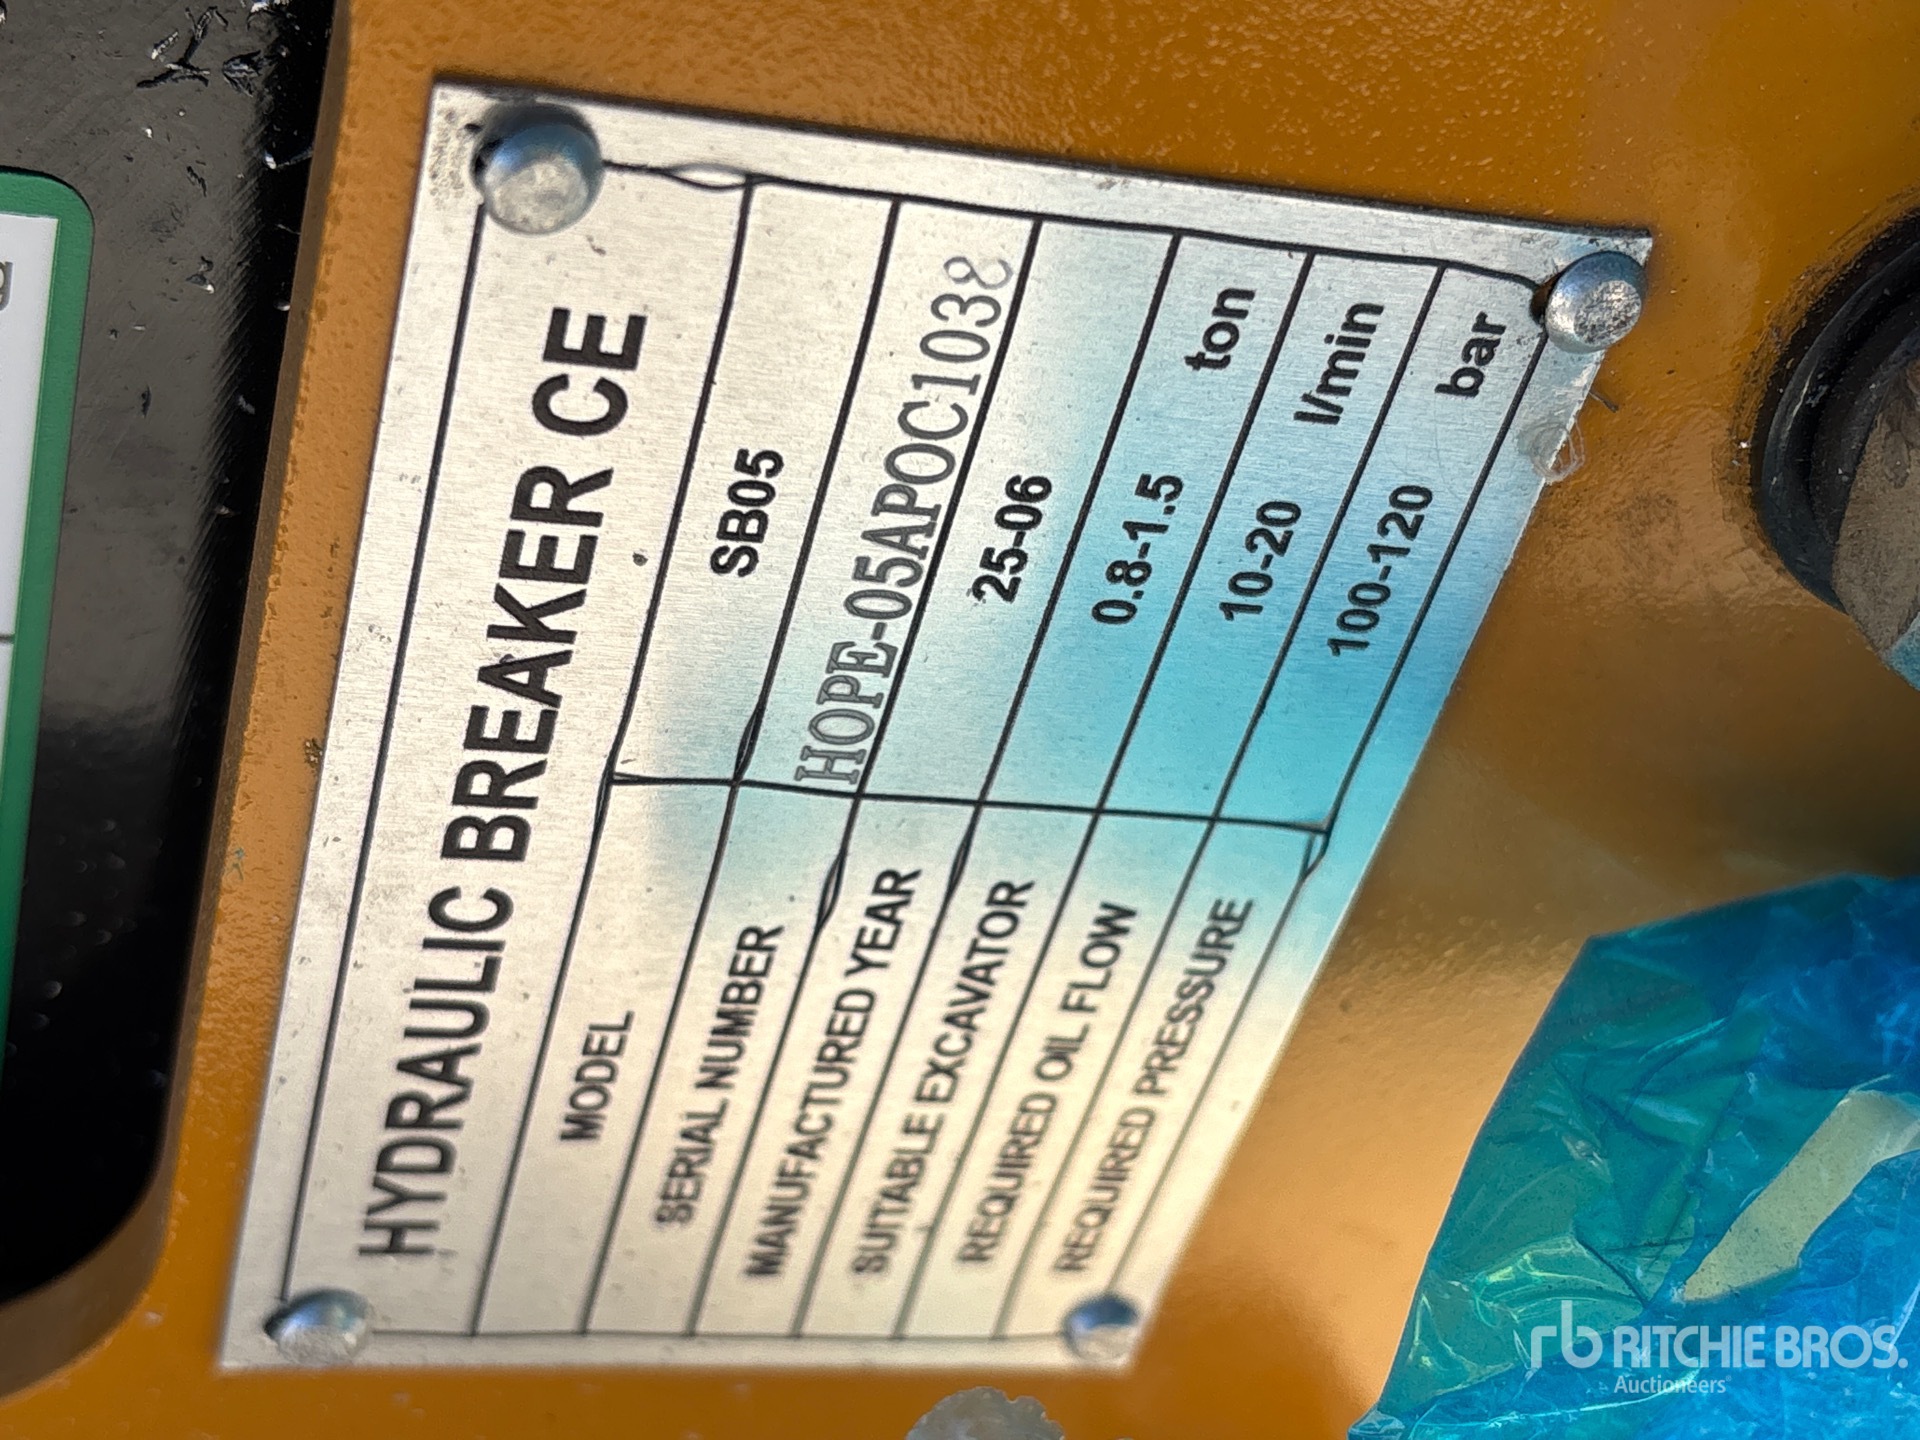 HYDRAULIC BREAKER CE
MODEL SB05
SERIAL NUMBER HOPE-05APOC1038
MANUFACTURED YEAR 25-06
SUITABLE EXCAVATOR 0.8-1.5 ton
REQUIRED OIL FLOW 10-20 l/min
REQUIRED PRESSURE 100-120 bar
g
rb RITCHIE BROS.
Auctioneers